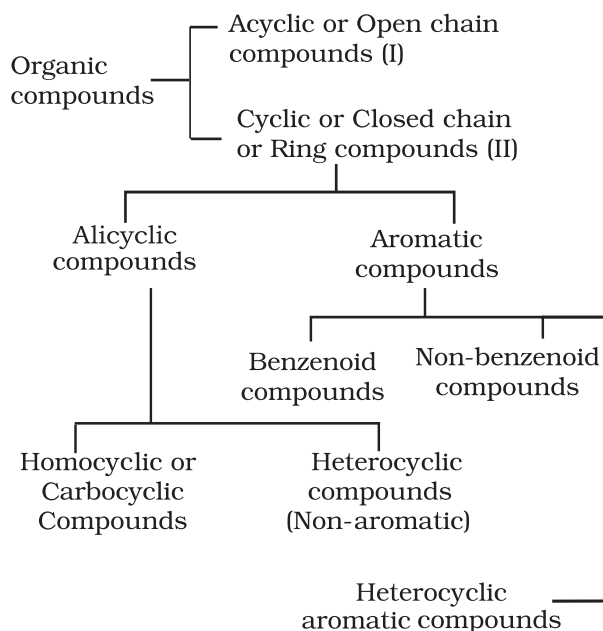 Acyclic or Open chain
compounds (I)
Organic
compounds
Cyclic or Closed chain
or Ring compounds (II)
Alicyclic
compounds
Aromatic
compounds
Benzenoid
compounds
Non-benzenoid
compounds
Homocyclic or
Carbocyclic
Compounds
Heterocyclic
compounds
(Non-aromatic)
Heterocyclic
aromatic compounds